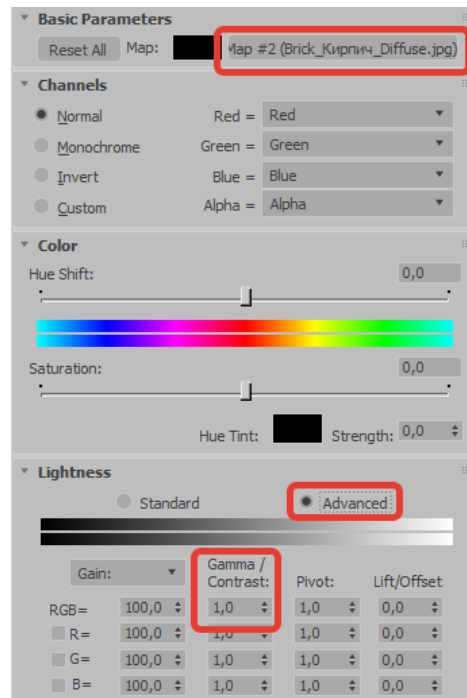 Basic Parameters
Reset All Map: Map #2 (Brick_Кирпич_Diffuse.jpg)
Channels
Normal Red = Red
Monochrome Green = Green
Invert Blue = Blue
Custom Alpha = Alpha
Color
Hue Shift: 0,0
Saturation: 0,0
Hue Tint: Strength: 0,0
Lightness
Standard Advanced
Gain: Gamma / Contrast: Pivot: Lift/Offset
RGB= 100,0 1,0 1,0 0,0
R= 100,0 1,0 1,0 0,0
G= 100,0 1,0 1,0 0,0
B= 100,0 1,0 1,0 0,0